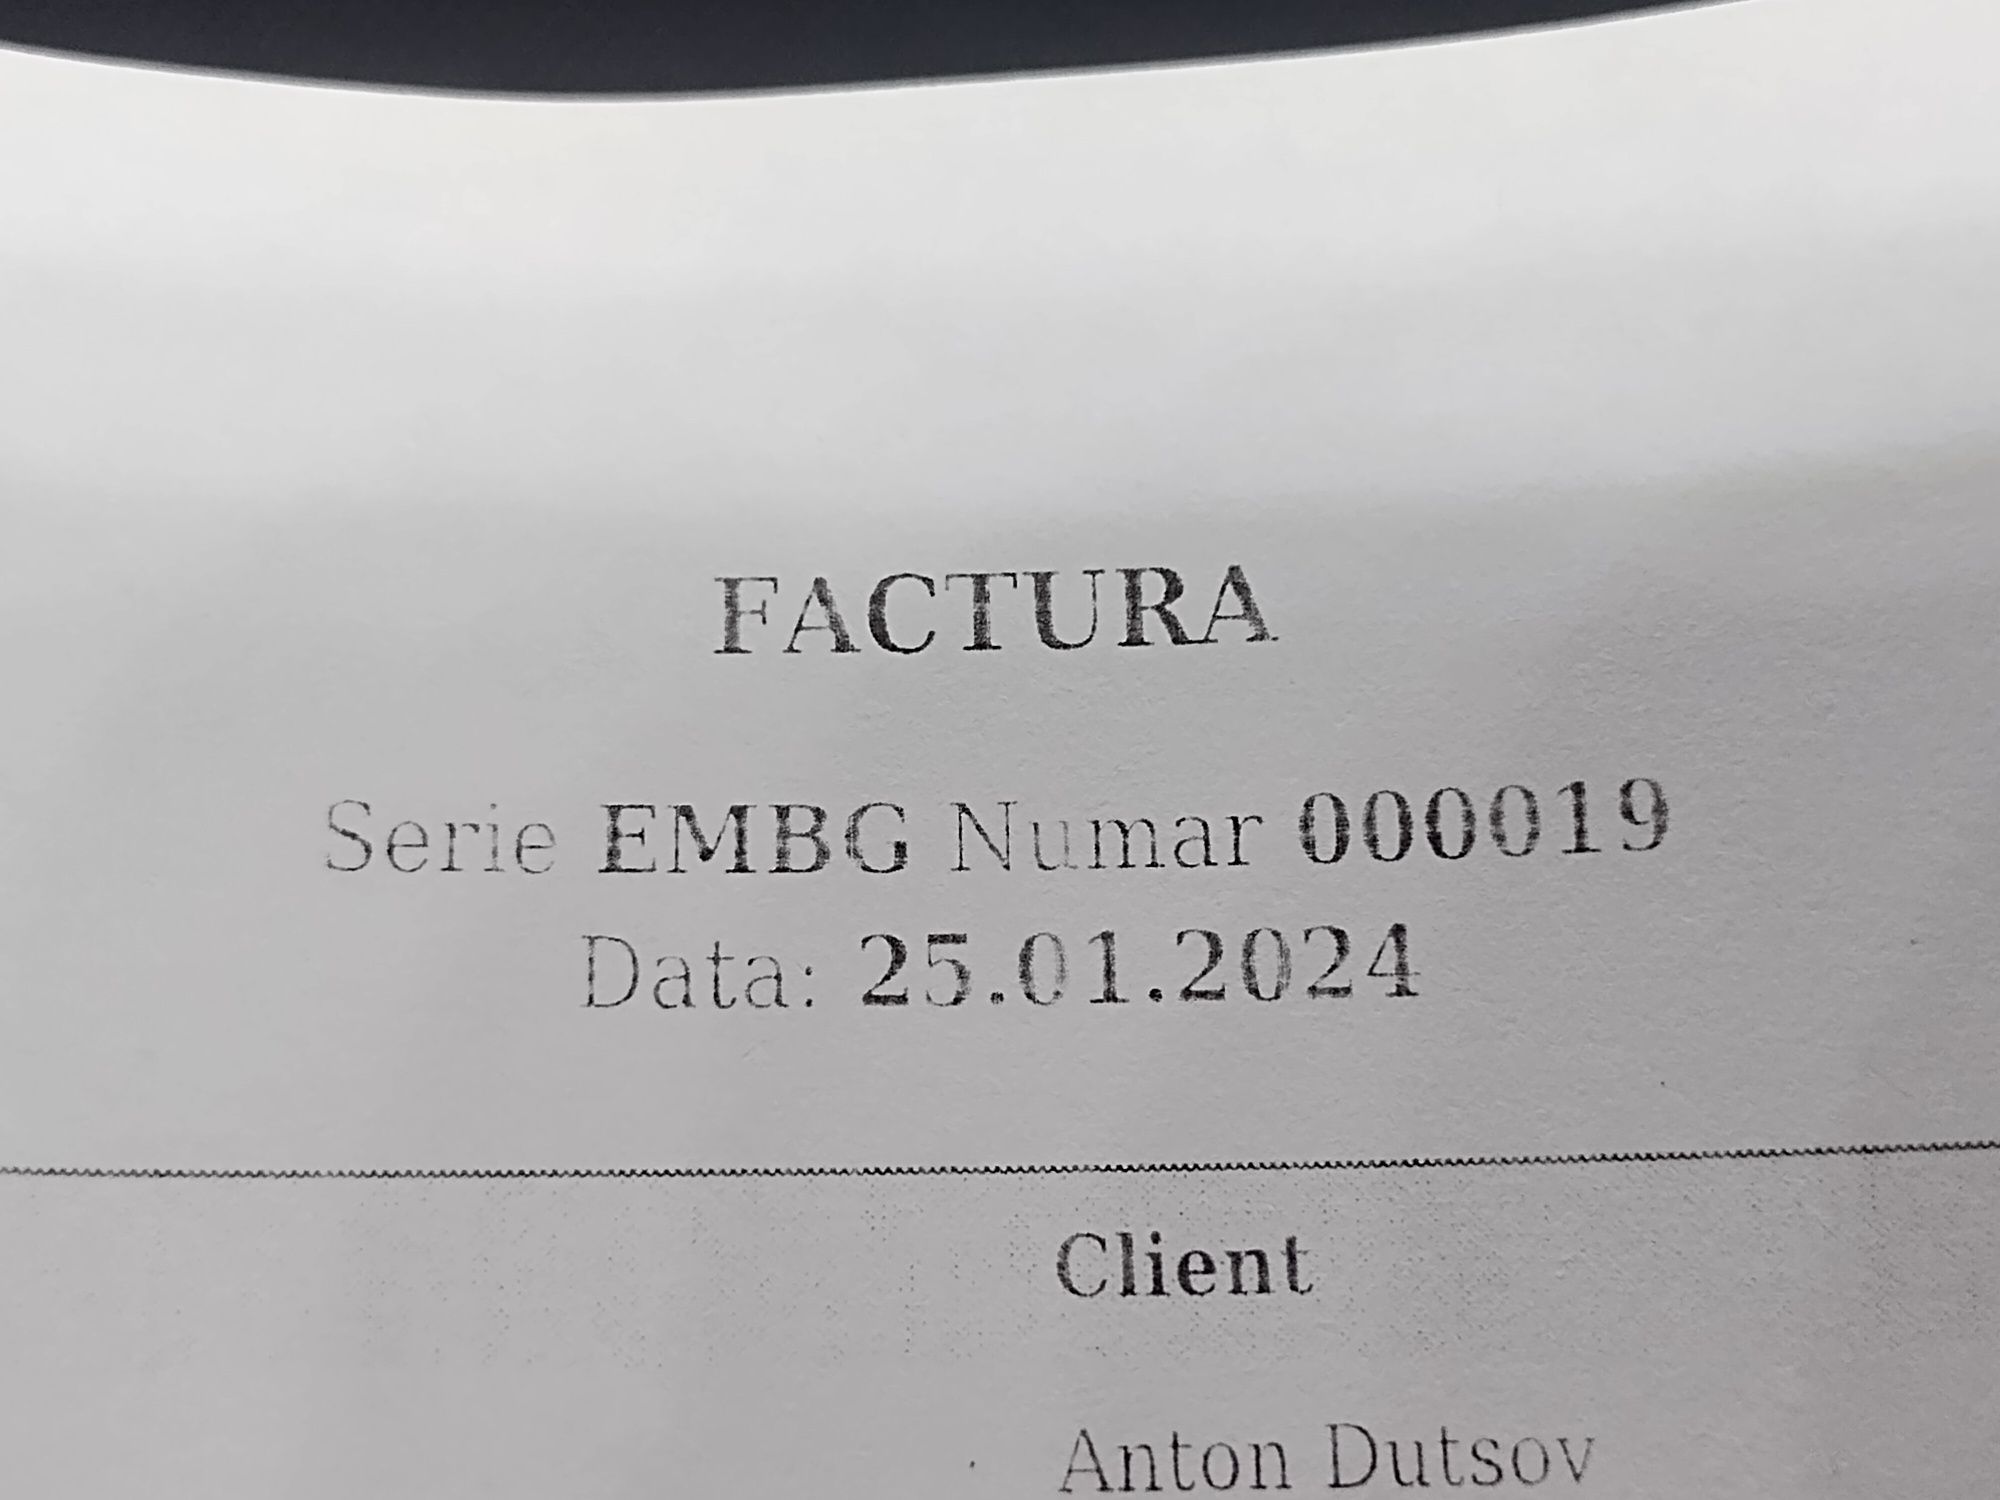 FACTURA
Serie EMBG Numar 000019
Data: 25.01.2024
Client
Anton Dutsov